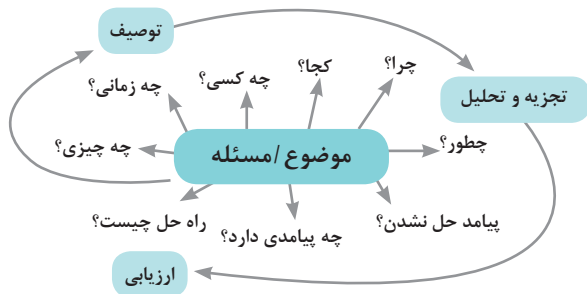 توصیف
چرا؟
کجا؟
چه کسی؟
چه زمانی؟
تجزیه و تحلیل
چطور؟
موضوع /مسئله
چه چیزی؟
پیامد حل نشدن؟
چه پیامدی دارد؟
راه حل چیست؟
ارزیابی